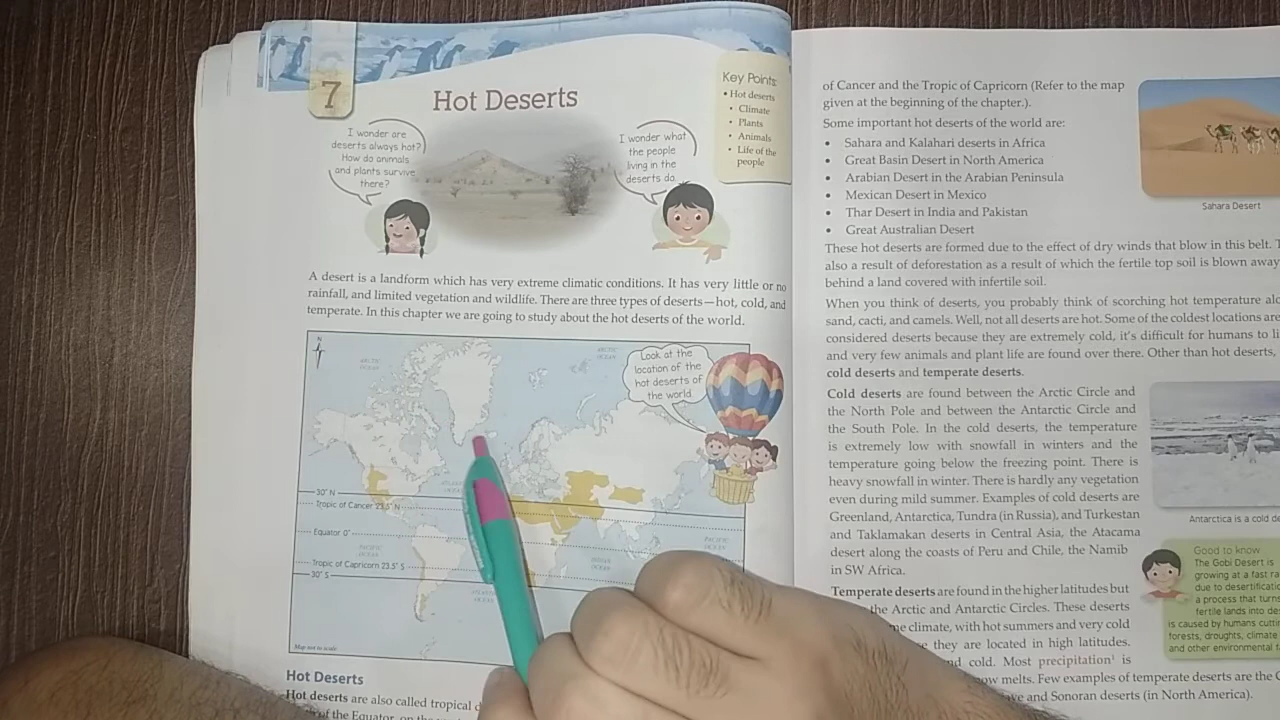 7
Hot Deserts
Key Points:
• Hot deserts
• Climate
• Plants
• Animals
• Life of the
people
I wonder are
deserts always hot?
How do animals
and plants survive
there?
I wonder what
the people
living in the
deserts do.
A desert is a landform which has very extreme climatic conditions. It has very little or no
rainfall, and limited vegetation and wildlife. There are three types of deserts—hot, cold, and
temperate. In this chapter we are going to study about the hot deserts of the world.
N
ARCTIC
OCEAN
ARCTIC
OCEAN
Look at the
location of the
hot deserts of
the world.
30° N
Tropic of Cancer 23.5° N
Equator 0°
PACIFIC
OCEAN
PACIFIC
OCEAN
INDIAN
OCEAN
Tropic of Capricorn 23.5° S
30° S
Map not to scale
Hot Deserts
Hot deserts are also called tropical
of the Equator, on the
of Cancer and the Tropic of Capricorn (Refer to the map
given at the beginning of the chapter.).
Some important hot deserts of the world are:
• Sahara and Kalahari deserts in Africa
• Great Basin Desert in North America
• Arabian Desert in the Arabian Peninsula
• Mexican Desert in Mexico
• Thar Desert in India and Pakistan
• Great Australian Desert
Sahara Desert
These hot deserts are formed due to the effect of dry winds that blow in this belt.
also a result of deforestation as a result of which the fertile top soil is blown away
behind a land covered with infertile soil.
When you think of deserts, you probably think of scorching hot temperature
sand, cacti, and camels. Well, not all deserts are hot. Some of the coldest locations are
considered deserts because they are extremely cold, it's difficult for humans to
and very few animals and plant life are found over there. Other than hot deserts,
cold deserts and temperate deserts.
Cold deserts are found between the Arctic Circle and
the North Pole and between the Antarctic Circle and
the South Pole. In the cold deserts, the temperature
is extremely low with snowfall in winters and the
temperature going below the freezing point. There is
heavy snowfall in winter. There is hardly any vegetation
even during mild summer. Examples of cold deserts are
Greenland, Antarctica, Tundra (in Russia), and Turkestan
and Taklamakan deserts in Central Asia, the Atacama
desert along the coasts of Peru and Chile, the Namib
in SW Africa.
Antarctica is a cold
Temperate deserts are found in the higher latitudes but
the Arctic and Antarctic Circles. These deserts
climate, with hot summers and very cold
they are located in high latitudes.
cold. Most precipitation¹ is
melts. Few examples of temperate deserts are the
and Sonoran deserts (in North America).
Good to know
The Gobi Desert is
growing at a fast
due to
a process that turns
fertile lands into
is caused by humans
forests, droughts, climate
and other environmental